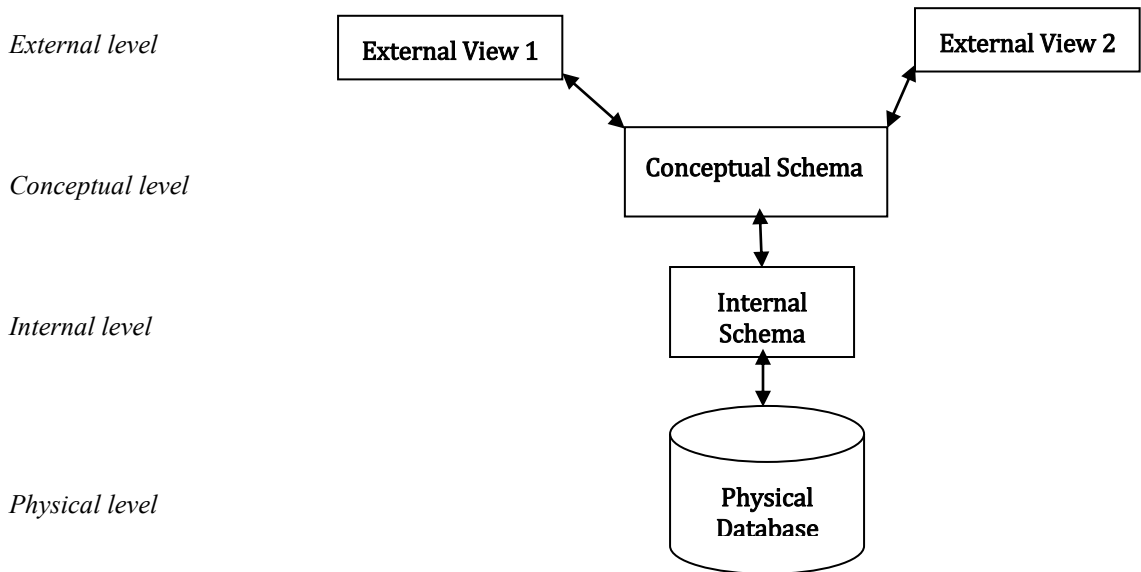 External level
External View 1
External View 2
Conceptual level
Conceptual Schema
Internal level
Internal
Schema
Physical level
Physical
Database